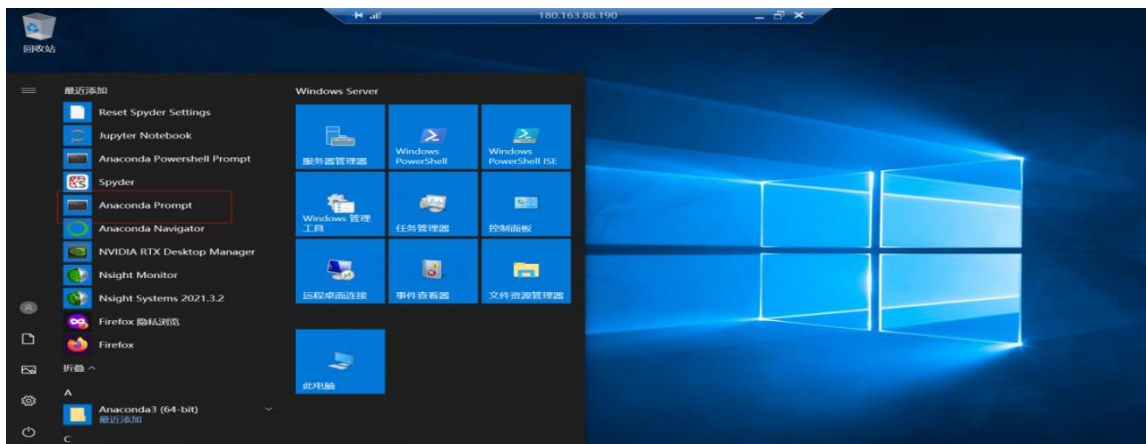 180.163.88.190
回收站
最近添加
Reset Spyder Settings
Jupyter Notebook
Anaconda Powershell Prompt
Spyder
Anaconda Prompt
Anaconda Navigator
NVIDIA RTX Desktop Manager
Nsight Monitor
Nsight Systems 2021.3.2
Firefox 隐私浏览
Firefox
折叠
A
Anaconda3 (64-bit)
最近添加
C
Windows Server
服务器管理器
Windows
PowerShell
Windows
PowerShell ISE
Windows 管理
工具
任务管理器
控制面板
远程桌面连接
事件查看器
文件资源管理器
此电脑